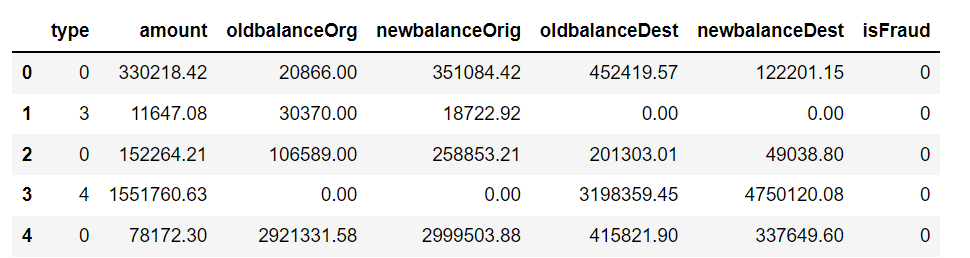 type amount oldbalanceOrg newbalanceOrig oldbalanceDest newbalanceDest isFraud
0 0 330218.42 20866.00 351084.42 452419.57 122201.15 0
1 3 11647.08 30370.00 18722.92 0.00 0.00 0
2 0 152264.21 106589.00 258853.21 201303.01 49038.80 0
3 4 1551760.63 0.00 0.00 3198359.45 4750120.08 0
4 0 78172.30 2921331.58 2999503.88 415821.90 337649.60 0